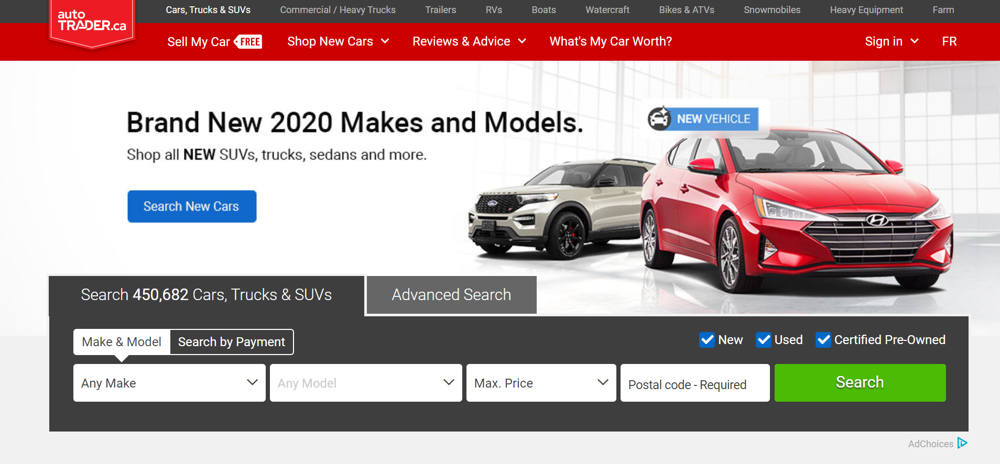 auto
TRADER.ca
Cars, Trucks & SUVs Commercial / Heavy Trucks Trailers RVs Boats Watercraft Bikes & ATVs Snowmobiles Heavy Equipment Farm
Sell My Car FREE Shop New Cars Reviews & Advice What's My Car Worth? Sign in FR
Brand New 2020 Makes and Models.
Shop all NEW SUVs, trucks, sedans and more.
Search New Cars
NEW VEHICLE
Search 450,682 Cars, Trucks & SUVs Advanced Search
Make & Model Search by Payment New Used Certified Pre-Owned
Any Make Any Model Max. Price Postal code - Required Search
AdChoices